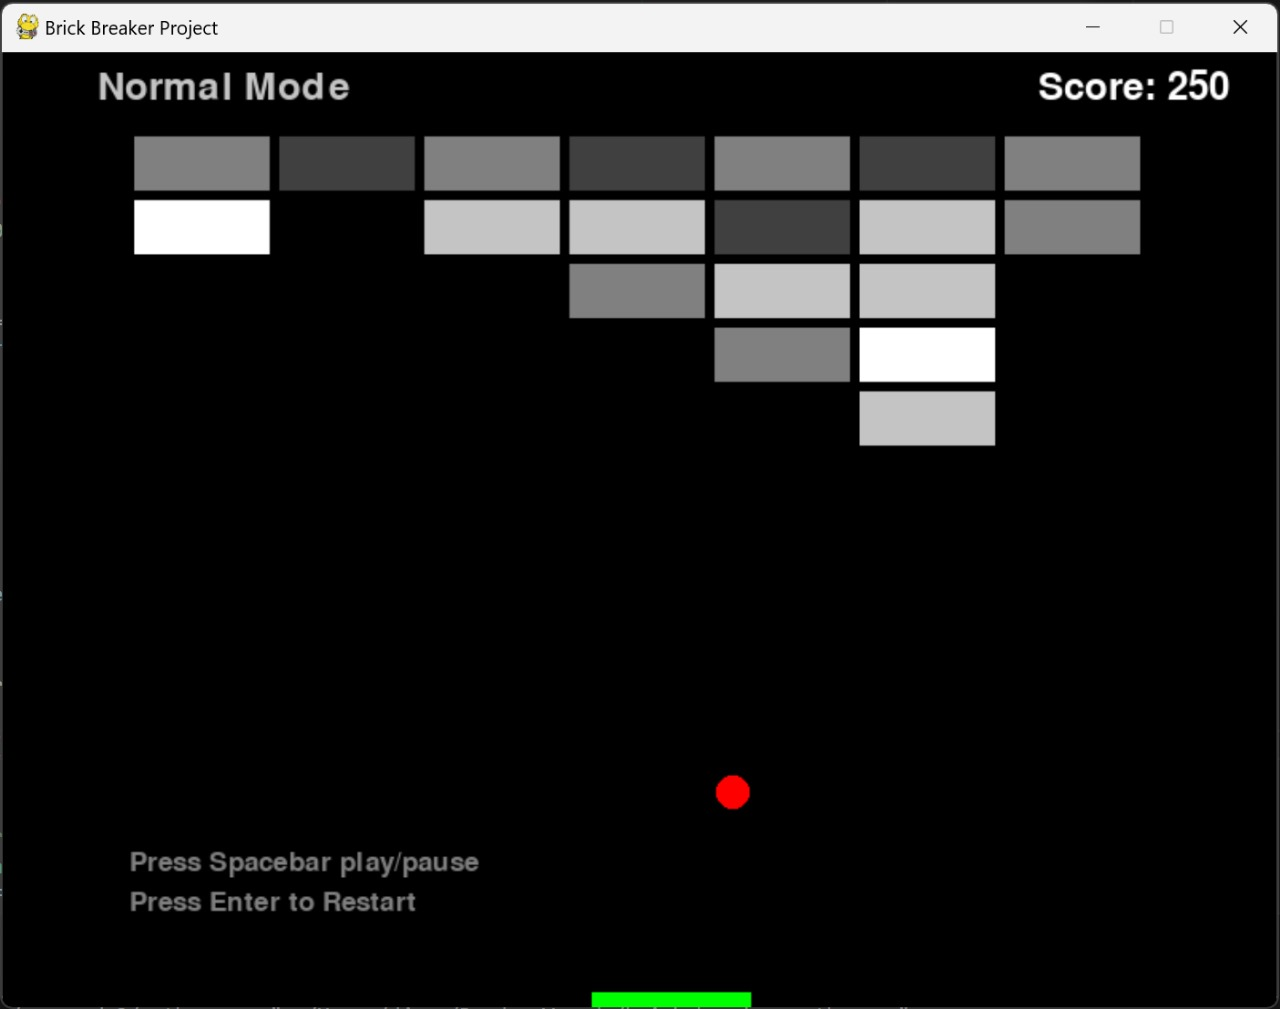 Brick Breaker Project
Normal Mode
Score: 250
Press Spacebar play/pause
Press Enter to Restart